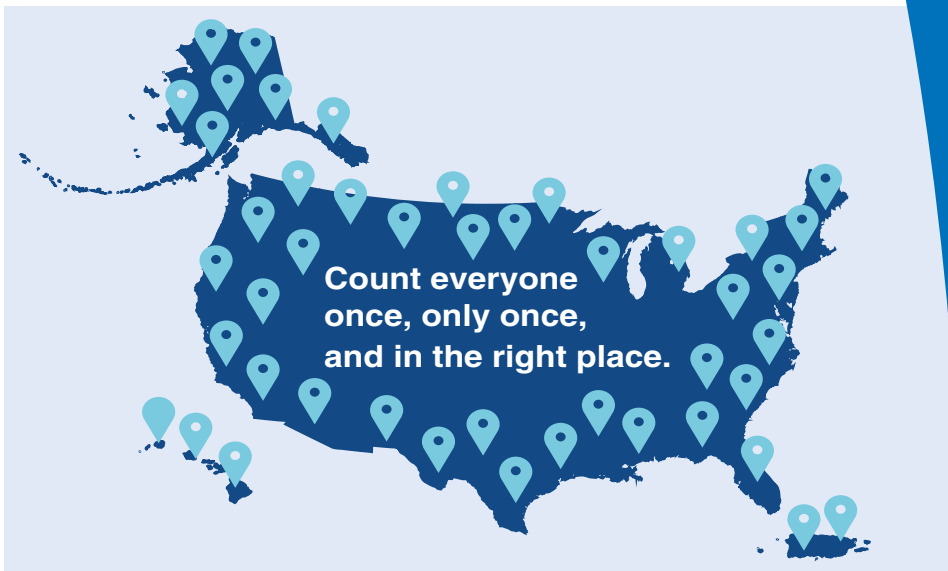 Count everyone
once, only once,
and in the right place.